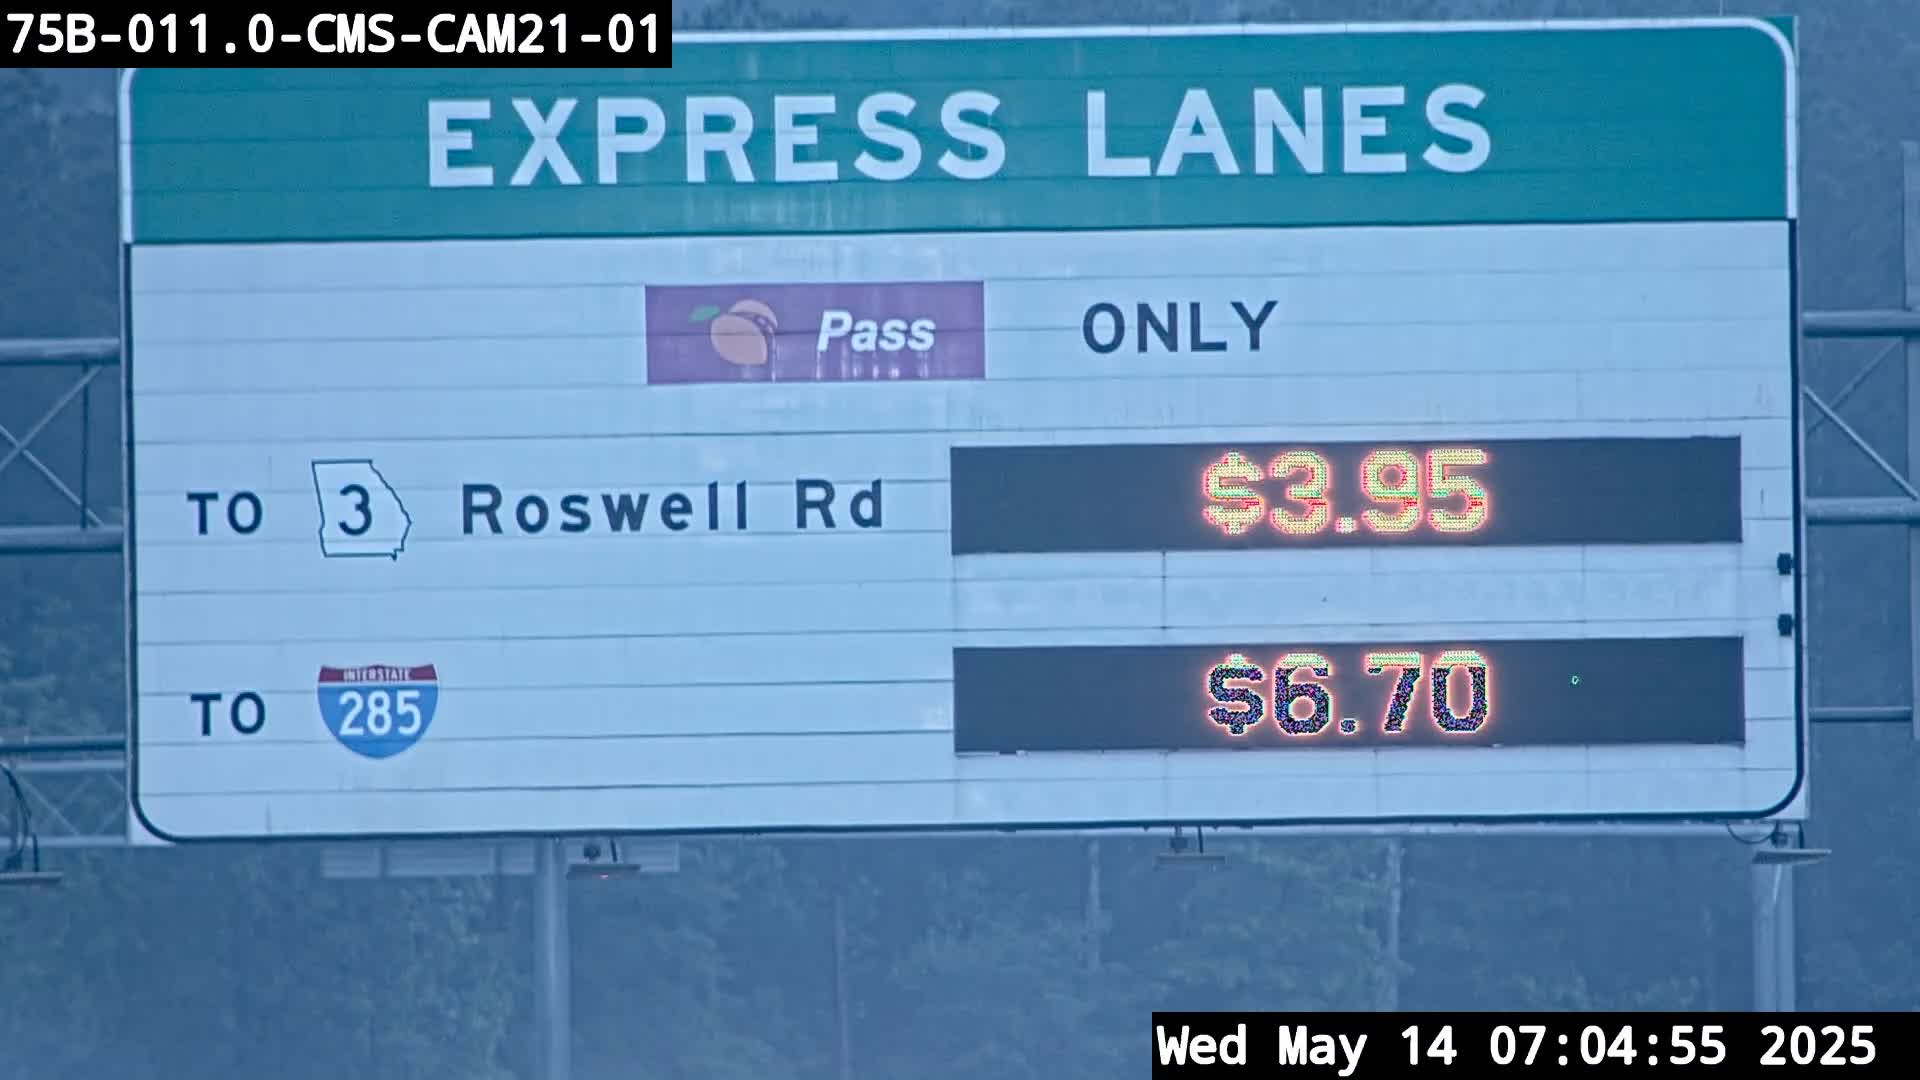 75B-011.0-CMS-CAM21-01
EXPRESS LANES
Pass ONLY
TO 3 Roswell Rd $3.95
TO INTERSTATE 285 $6.70
Wed May 14 07:04:55 2025